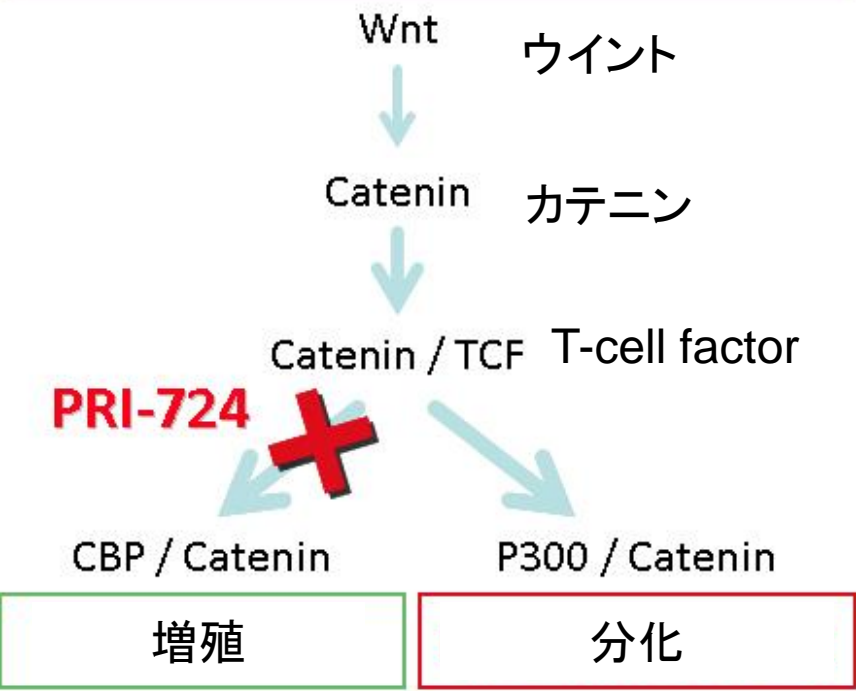 Wnt ウイント
Catenin カテニン
Catenin / TCF T-cell factor
PRI-724
CBP / Catenin P300 / Catenin
増殖 分化